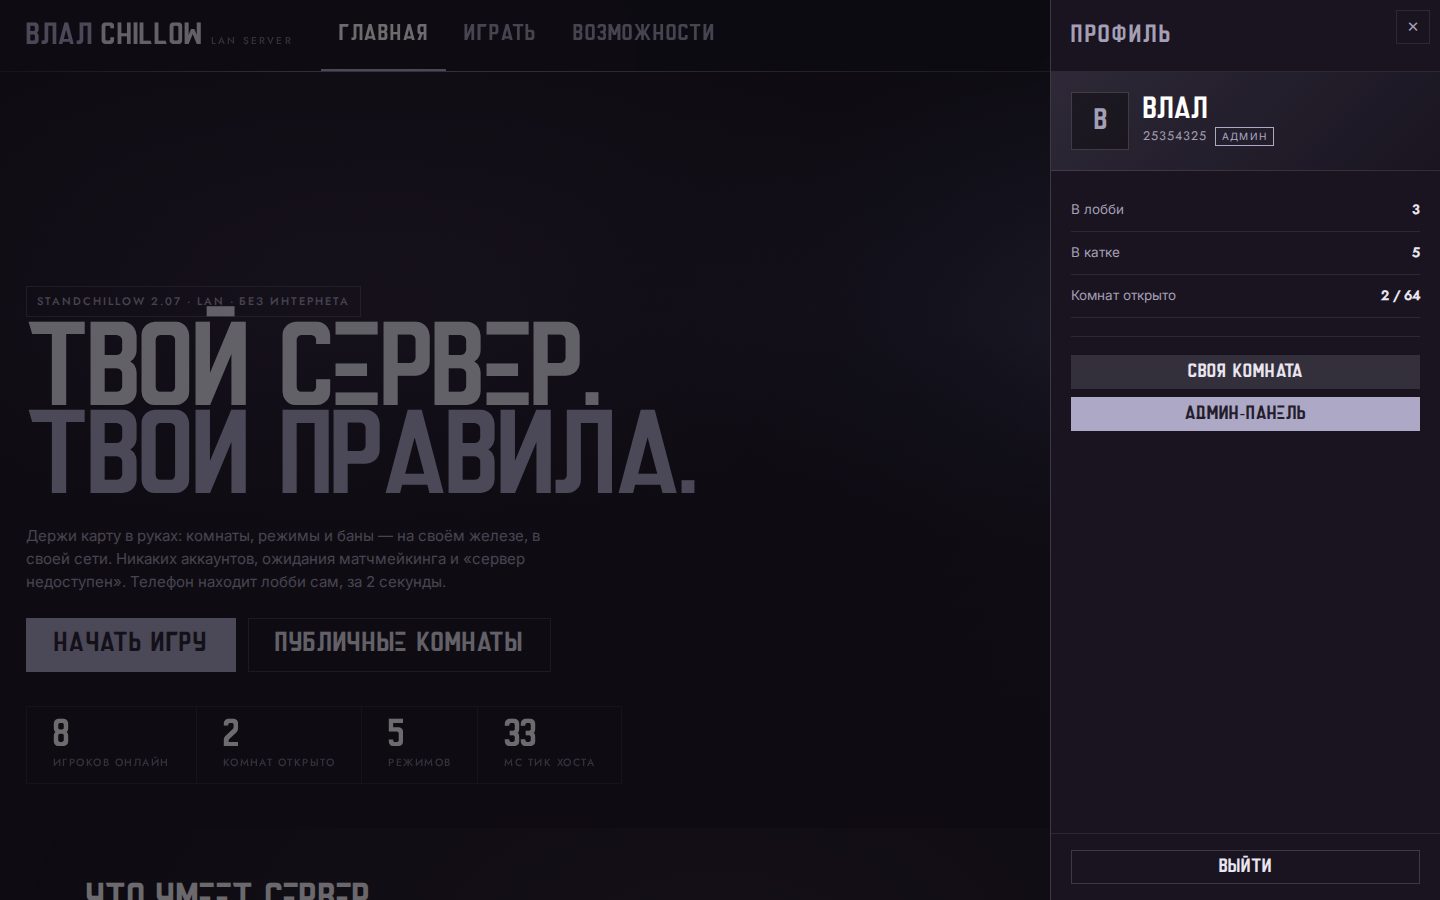 ВЛАЛ CHILLOW LAN SERVER
ГЛАВНАЯ ИГРАТЬ ВОЗМОЖНОСТИ
STANDCHILLOW 2.07 · LAN · БЕЗ ИНТЕРНЕТА
ТВОЙ СЕРВЕР.
ТВОИ ПРАВИЛА.
Держи карту в руках: комнаты, режимы и баны — на своём железе, в
своей сети. Никаких аккаунтов, ожидания матчмейкинга и «сервер
недоступен». Телефон находит лобби сам, за 2 секунды.
НАЧАТЬ ИГРУ ПУБЛИЧНЫЕ КОМНАТЫ
8 2 5 33
ИГРОКОВ ОНЛАЙН КОМНАТ ОТКРЫТО РЕЖИМОВ МС ТИК ХОСТА
ЧТО УМЕЕТ СЕРВЕР
ПРОФИЛЬ ✕
В ВЛАЛ
25354325 АДМИН
В лобби 3
В катке 5
Комнат открыто 2 / 64
СВОЯ КОМНАТА
АДМИН-ПАНЕЛЬ
ВЫЙТИ